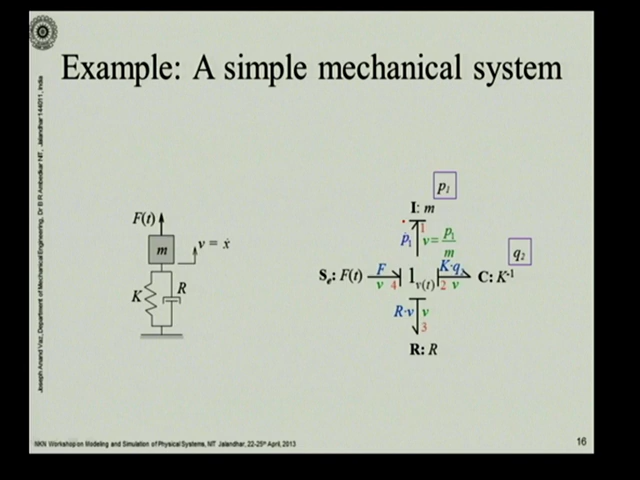 Example: A simple mechanical system
Joseph Anand Vaz, Department of Mechanical Engineering, Dr B R Ambedkar NIT, Jalandhar 144011, India
F(t)
m
v = ẋ
K
R
p₁
I: m
1
ṗ₁
v = p₁/m
Sₑ: F(t)
F
v
4
1v(t)
K·q₂
2
v
C: K⁻¹
q₂
R·v
v
3
R: R
NKN Workshop on Modeling and Simulation of Physical Systems, NIT Jalandhar, 22-25th April, 2013
16